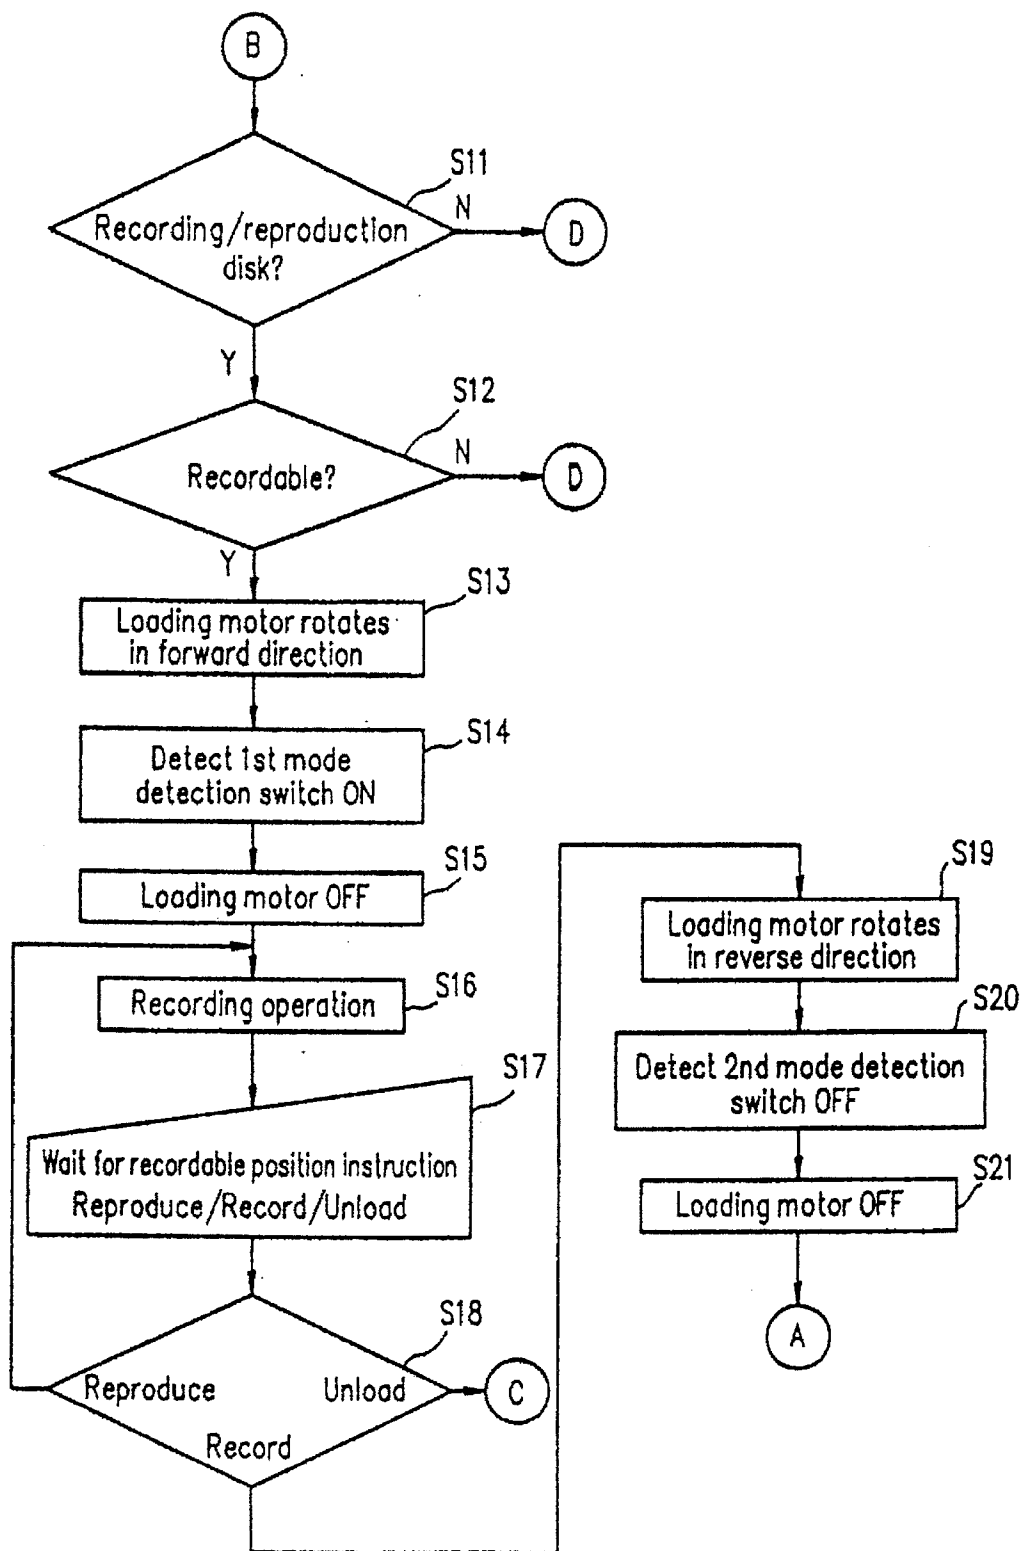 B
S11
Recording/reproduction
disk?
N
D
Y
S12
Recordable?
N
D
Y
S13
Loading motor rotates
in forward direction
S14
Detect 1st mode
detection switch ON
S15
Loading motor OFF
S16
Recording operation
S17
Wait for recordable position instruction
Reproduce/Record/Unload
S18
Reproduce
Unload
Record
C
S19
Loading motor rotates
in reverse direction
S20
Detect 2nd mode detection
switch OFF
S21
Loading motor OFF
A